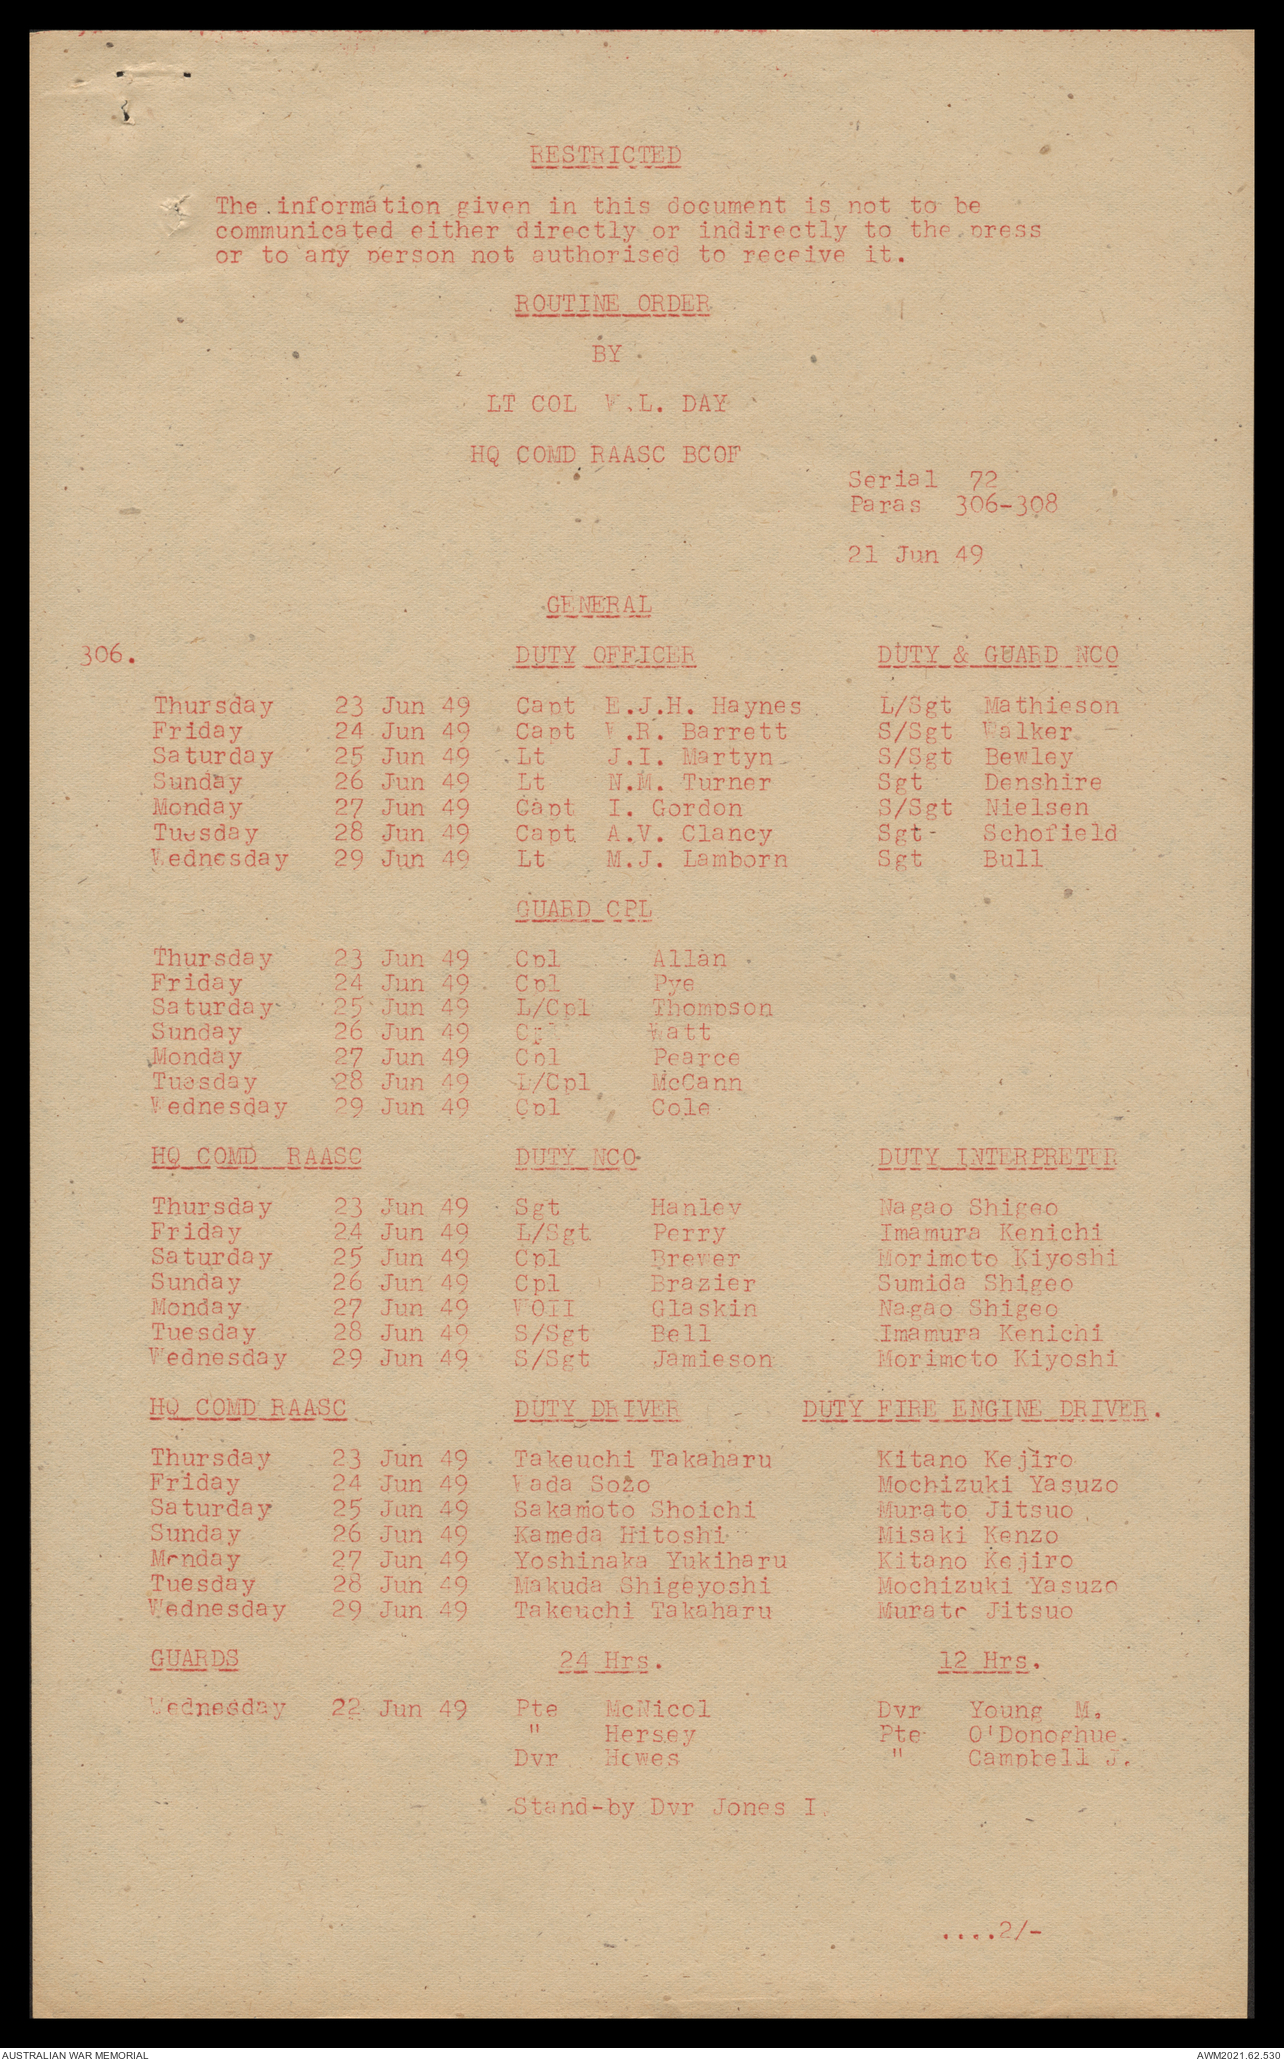 RESTRICTED
The information given in this document is not to be
communicated either directly or indirectly to the press
or to any person not authorised to receive it.
ROUTINE ORDER
BY
LT COL W.L. DAY
HQ COMD RAASC BCOF
Serial 72
Paras 306-308
21 Jun 49
GENERAL
306. DUTY OFFICER DUTY & GUARD NCO
Thursday 23 Jun 49 Capt E.J.H. Haynes L/Sgt Mathieson
Friday 24 Jun 49 Capt W.R. Barrett S/Sgt Walker
Saturday 25 Jun 49 Lt J.I. Martyn S/Sgt Bewley
Sunday 26 Jun 49 Lt N.M. Turner Sgt Denshire
Monday 27 Jun 49 Capt I. Gordon S/Sgt Nielsen
Tuesday 28 Jun 49 Capt A.V. Clancy Sgt Schofield
Wednesday 29 Jun 49 Lt M.J. Lamborn Sgt Bull
GUARD CPL
Thursday 23 Jun 49 Cpl Allan
Friday 24 Jun 49 Cpl Pye
Saturday 25 Jun 49 L/Cpl Thompson
Sunday 26 Jun 49 Cpl Watt
Monday 27 Jun 49 Cpl Pearce
Tuesday 28 Jun 49 L/Cpl McCann
Wednesday 29 Jun 49 Cpl Cole
HQ COMD RAASC DUTY NCO DUTY INTERPRETER
Thursday 23 Jun 49 Sgt Hanley Nagao Shigeo
Friday 24 Jun 49 L/Sgt Perry Imamura Kenichi
Saturday 25 Jun 49 Cpl Brewer Morimoto Kiyoshi
Sunday 26 Jun 49 Cpl Brazier Sumida Shigeo
Monday 27 Jun 49 WOII Glaskin Nagao Shigeo
Tuesday 28 Jun 49 S/Sgt Bell Imamura Kenichi
Wednesday 29 Jun 49 S/Sgt Jamieson Morimoto Kiyoshi
HQ COMD RAASC DUTY DRIVER DUTY FIRE ENGINE DRIVER.
Thursday 23 Jun 49 Takeuchi Takaharu Kitano Kejiro
Friday 24 Jun 49 Wada Sozo Mochizuki Yasuzo
Saturday 25 Jun 49 Sakamoto Shoichi Murato Jitsuo
Sunday 26 Jun 49 Kameda Hitoshi Misaki Kenzo
Monday 27 Jun 49 Yoshinaka Yukiharu Kitano Kejiro
Tuesday 28 Jun 49 Makuda Shigeyoshi Mochizuki Yasuzo
Wednesday 29 Jun 49 Takeuchi Takaharu Murato Jitsuo
GUARDS 24 Hrs. 12 Hrs.
Wednesday 22 Jun 49 Pte McNicol Dvr Young M.
" Hersey Pte O'Donoghue.
Dvr Howes " Campbell J.
Stand-by Dvr Jones I.
....2/-
AUSTRALIAN WAR MEMORIAL AWM2021.62.530